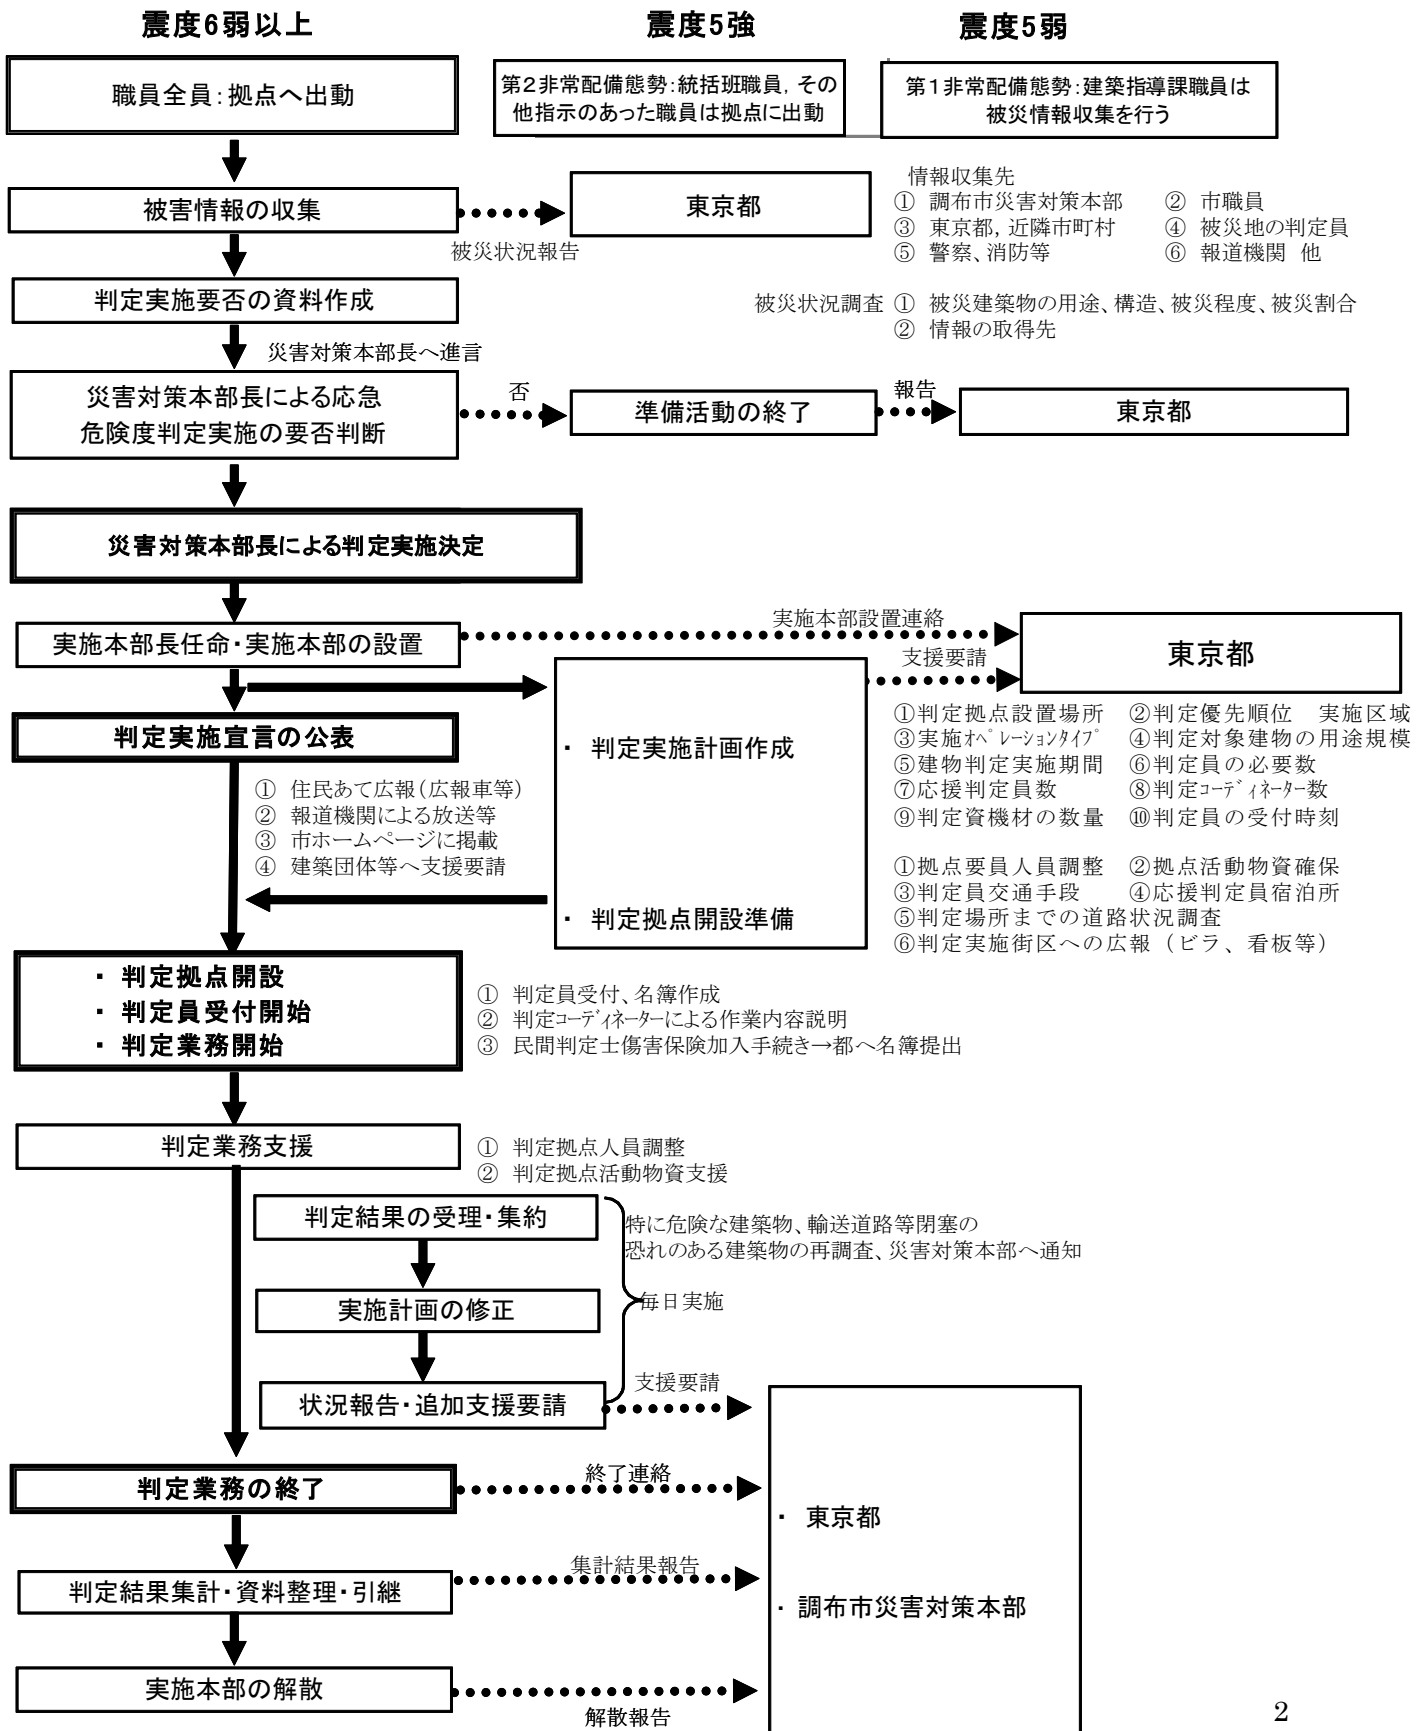 震度6弱以上
震度5強
震度5弱
職員全員：拠点へ出動
第２非常配備態勢：統括班職員，その
他指示のあった職員は拠点に出動
第１非常配備態勢：建築指導課職員は
被災情報収集を行う
被害情報の収集
被災状況報告
東京都
情報収集先
① 調布市災害対策本部　② 市職員
③ 東京都，近隣市町村　④ 被災地の判定員
⑤ 警察、消防等　⑥ 報道機関 他
判定実施要否の資料作成
被災状況調査 ① 被災建築物の用途、構造、被災程度、被災割合
② 情報の取得先
災害対策本部長へ進言
災害対策本部長による応急
危険度判定実施の要否判断
否
準備活動の終了
報告
東京都
災害対策本部長による判定実施決定
実施本部長任命・実施本部の設置
実施本部設置連絡
支援要請
東京都
判定実施宣言の公表
・ 判定実施計画作成
①判定拠点設置場所　②判定優先順位　実施区域
③実施ｵﾍﾟﾚｰｼｮﾝﾀｲﾌﾟ　④判定対象建物の用途規模
⑤建物判定実施期間　⑥判定員の必要数
⑦応援判定員数　⑧判定ｺｰﾃﾞｨﾈｰﾀｰ数
⑨判定資機材の数量　⑩判定員の受付時刻
① 住民あて広報（広報車等）
② 報道機関による放送等
③ 市ホームページに掲載
④ 建築団体等へ支援要請
・ 判定拠点開設準備
①拠点要員人員調整　②拠点活動物資確保
③判定員交通手段　④応援判定員宿泊所
⑤判定場所までの道路状況調査
⑥判定実施街区への広報（ビラ、看板等）
・ 判定拠点開設
・ 判定員受付開始
・ 判定業務開始
① 判定員受付、名簿作成
② 判定ｺｰﾃﾞｨﾈｰﾀｰによる作業内容説明
③ 民間判定士傷害保険加入手続き→都へ名簿提出
判定業務支援
① 判定拠点人員調整
② 判定拠点活動物資支援
判定結果の受理・集約
特に危険な建築物、輸送道路等閉塞の
恐れのある建築物の再調査、災害対策本部へ通知
実施計画の修正
毎日実施
状況報告・追加支援要請
支援要請
判定業務の終了
終了連絡
・ 東京都
判定結果集計・資料整理・引継
集計結果報告
・ 調布市災害対策本部
実施本部の解散
解散報告
2